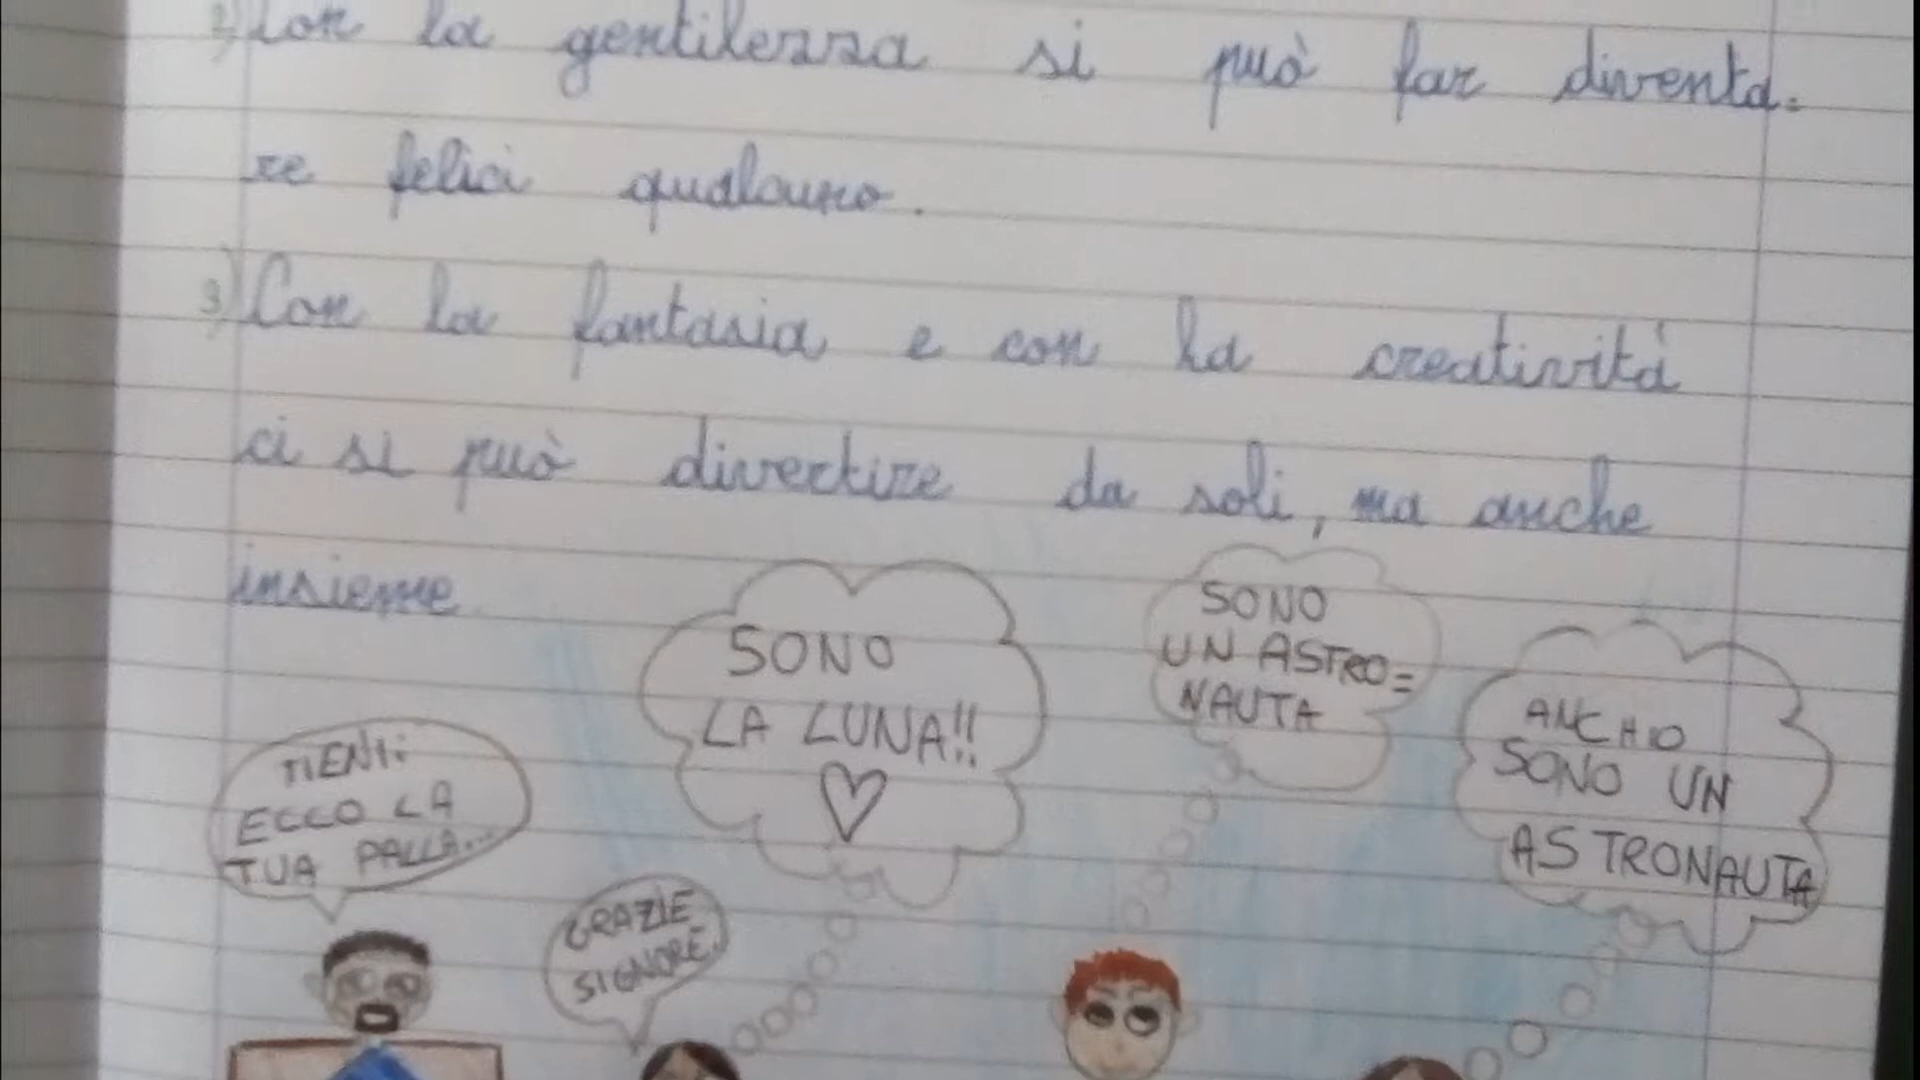 2) Con la gentilezza si può far diventa=
re felici qualcuno.
3) Con la fantasia e con la creatività
ci si può divertire da soli, ma anche
insieme
SONO
LA LUNA!!
SONO
UN ASTRO=
NAUTA
ANCH IO
SONO UN
ASTRONAUTA
TIENI:
ECCO LA
TUA PALLA...
GRAZIE
SIGNORE.